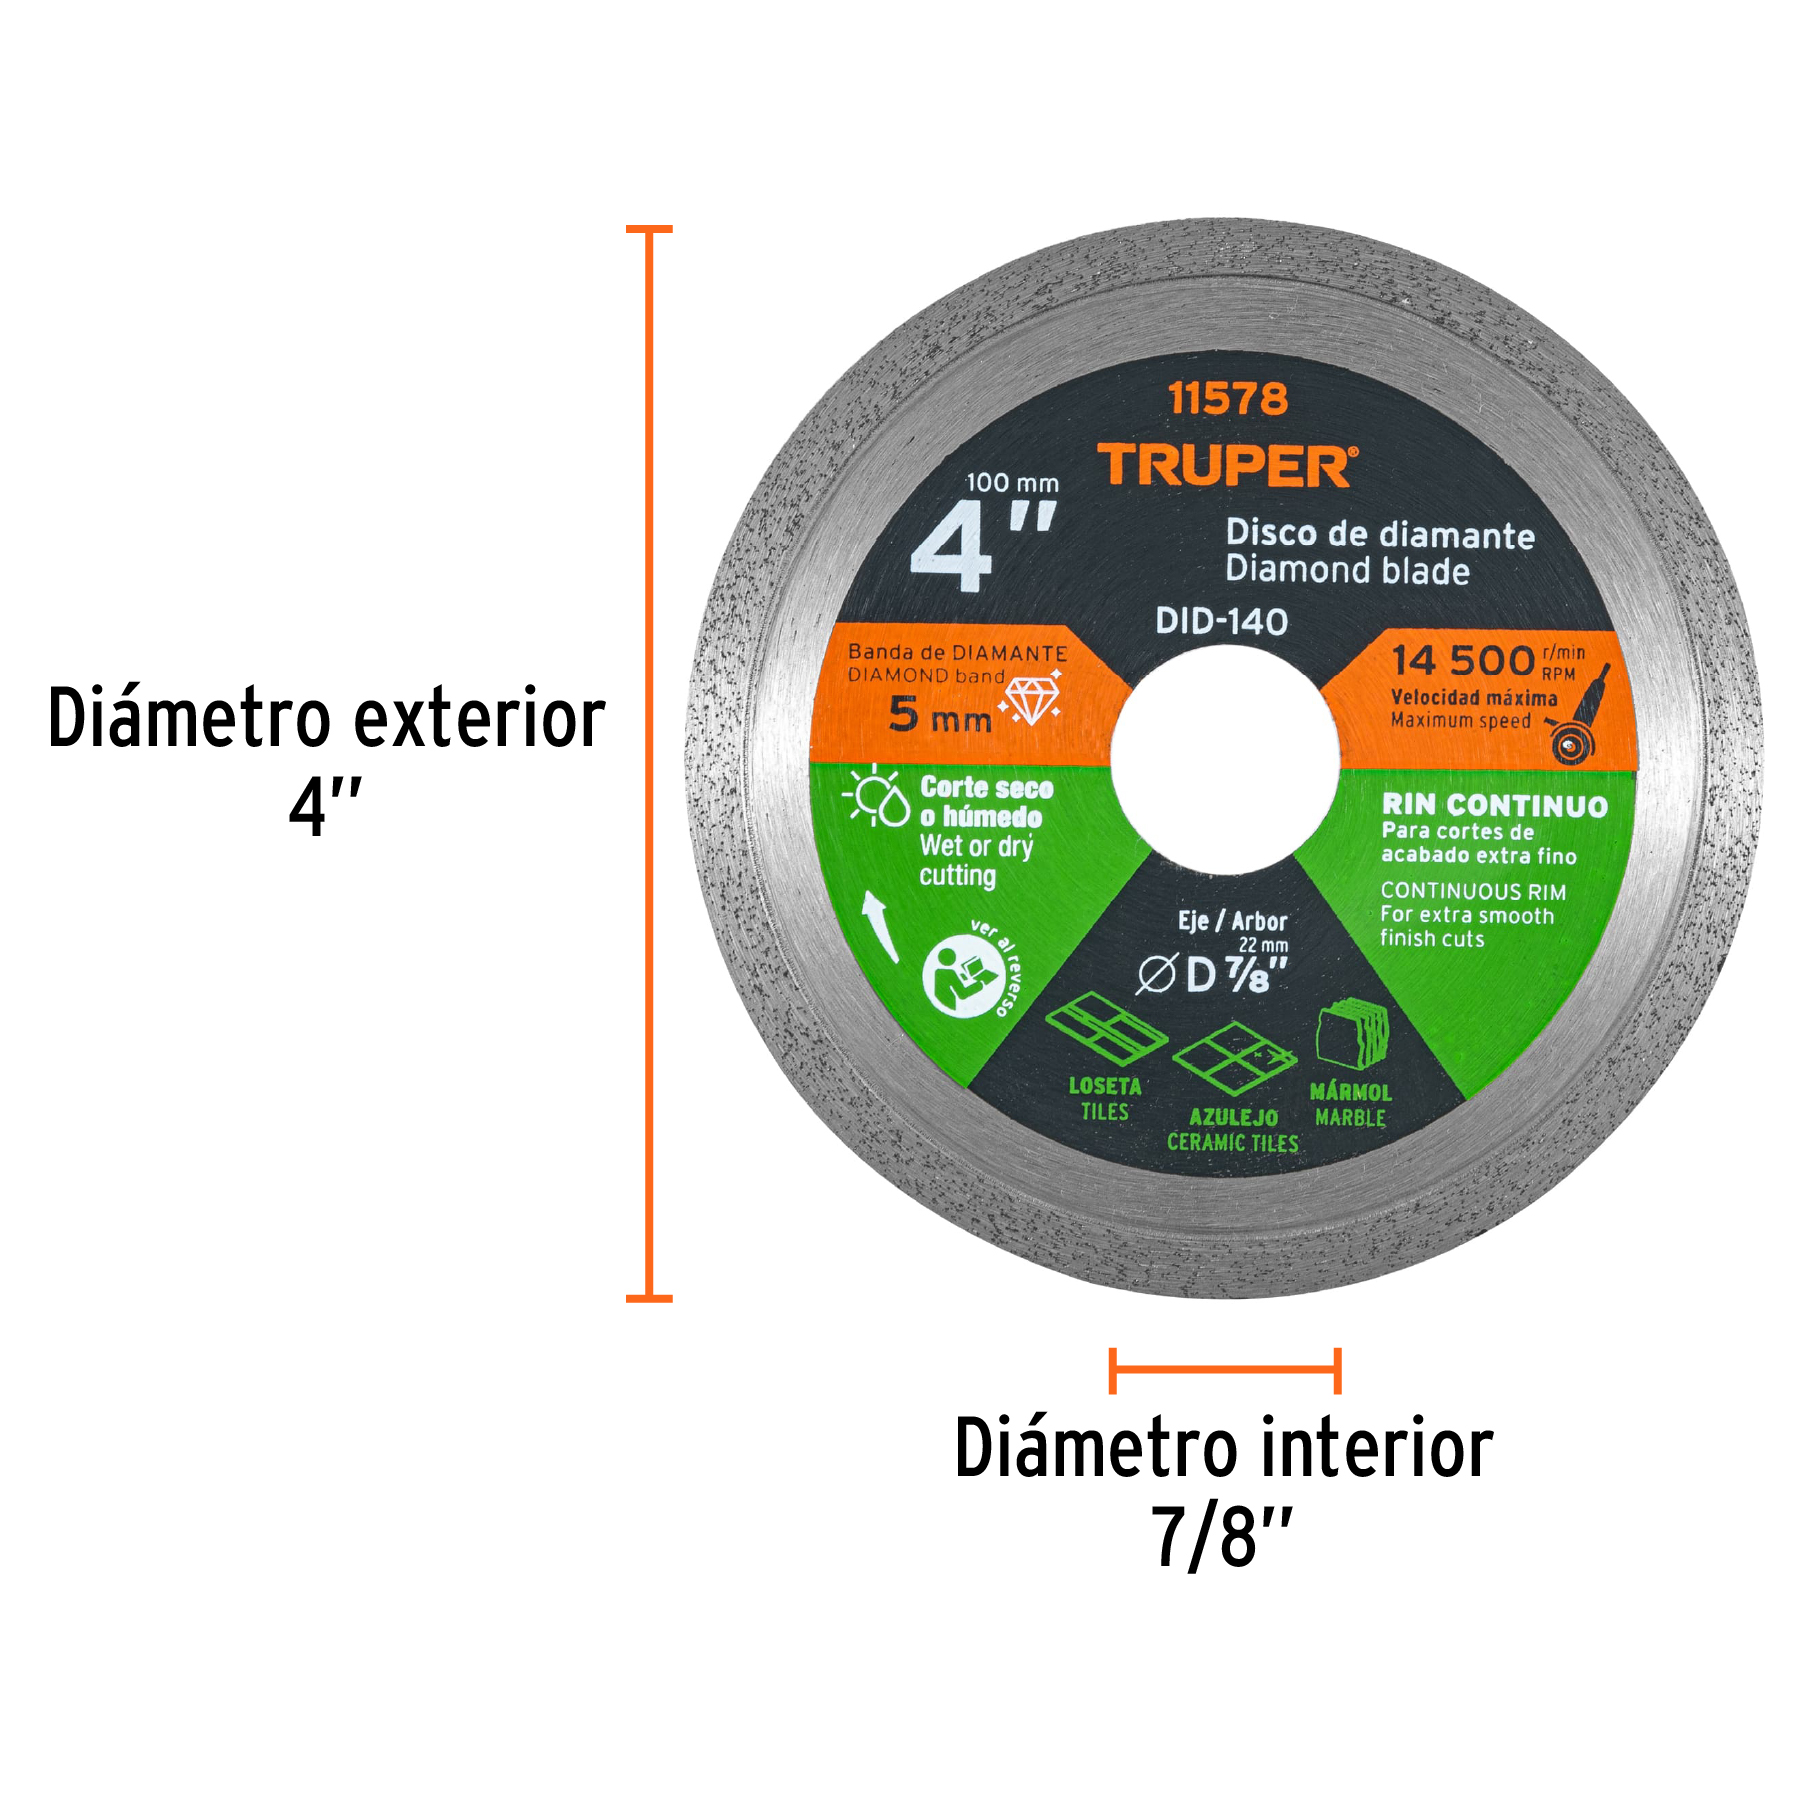 Diámetro exterior
4''
11578
TRUPER®
100 mm
4"
Disco de diamante
Diamond blade
DID-140
Banda de DIAMANTE
DIAMOND band
5 mm
14 500 r/min
RPM
Velocidad máxima
Maximum speed
Corte seco
o húmedo
Wet or dry
cutting
ver al reverso
RIN CONTINUO
Para cortes de
acabado extra fino
CONTINUOUS RIM
For extra smooth
finish cuts
Eje / Arbor
22 mm
Ø D 7/8"
LOSETA
TILES
AZULEJO
CERAMIC TILES
MÁRMOL
MARBLE
Diámetro interior
7/8''